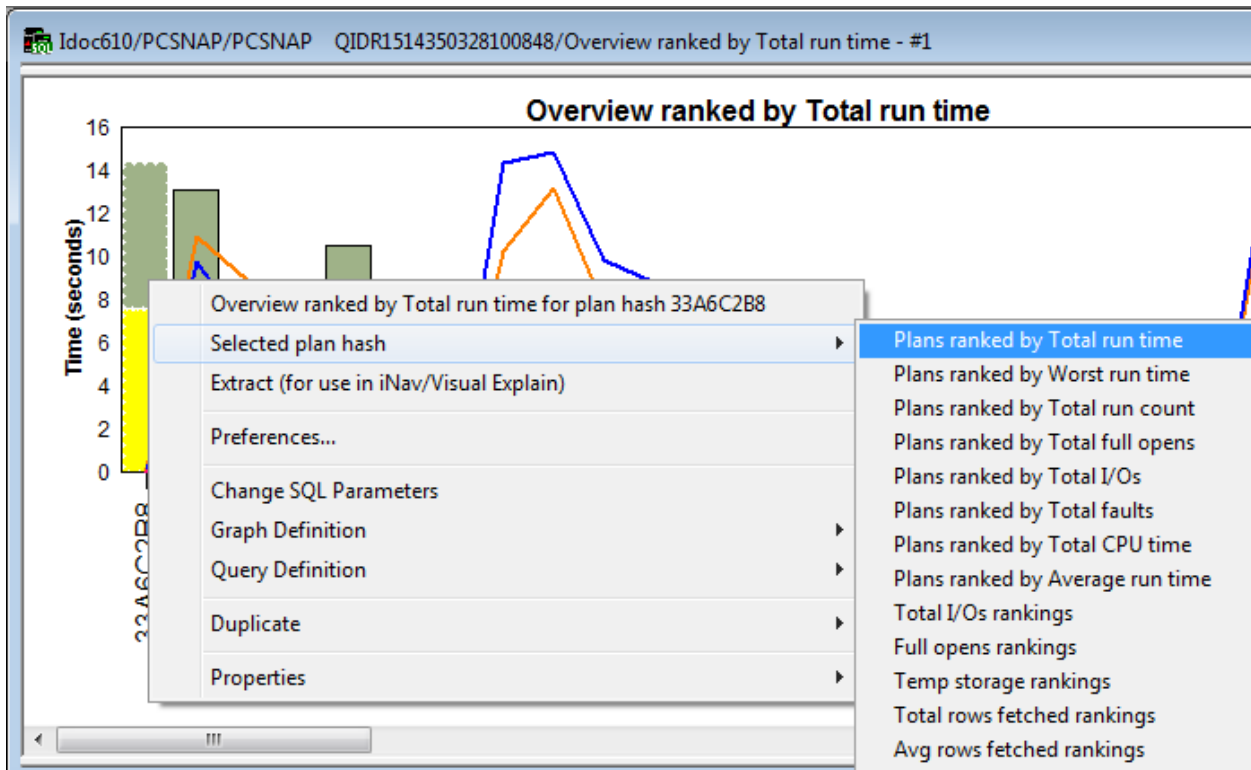 Idoc610/PCSNAP/PCSNAP QIDR1514350328100848/Overview ranked by Total run time - #1
Overview ranked by Total run time
Time (seconds)
16
14
12
10
8
6
4
2
0
33A6C2B8
Overview ranked by Total run time for plan hash 33A6C2B8
Selected plan hash
Extract (for use in iNav/Visual Explain)
Preferences...
Change SQL Parameters
Graph Definition
Query Definition
Duplicate
Properties
Plans ranked by Total run time
Plans ranked by Worst run time
Plans ranked by Total run count
Plans ranked by Total full opens
Plans ranked by Total I/Os
Plans ranked by Total faults
Plans ranked by Total CPU time
Plans ranked by Average run time
Total I/Os rankings
Full opens rankings
Temp storage rankings
Total rows fetched rankings
Avg rows fetched rankings